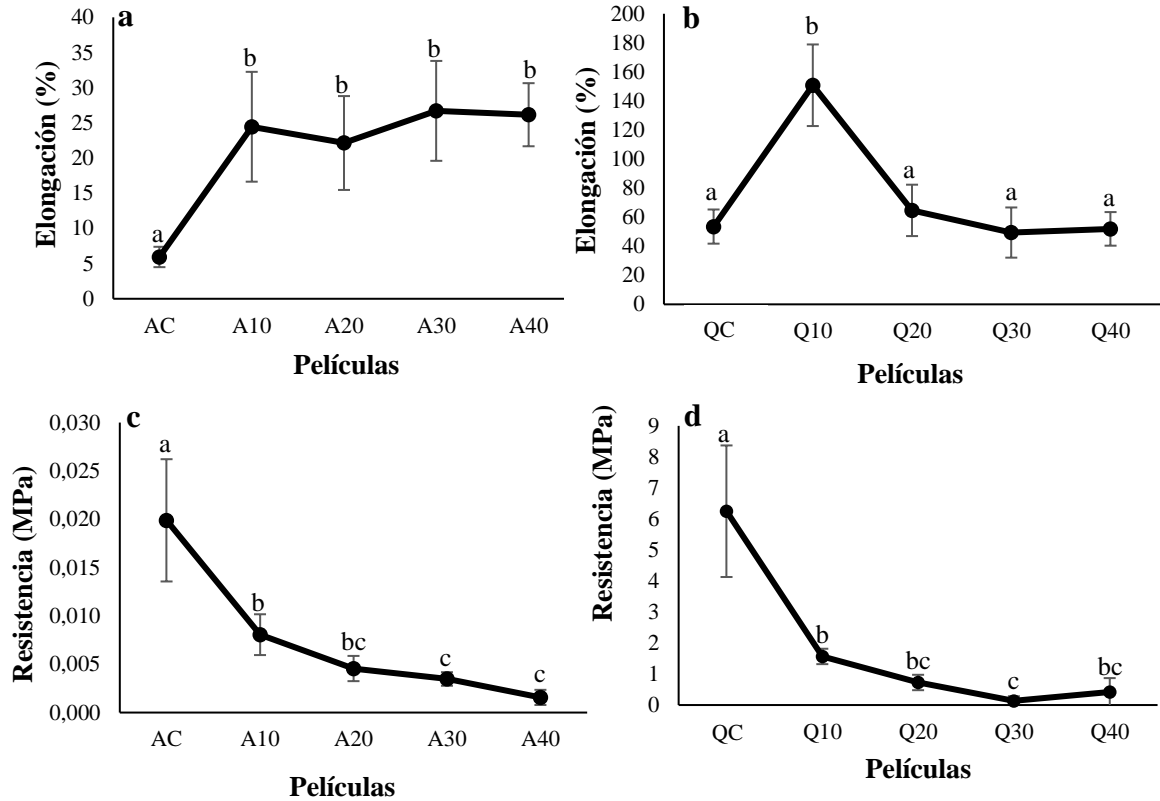 a
Elongación (%)
40
35
30
25
20
15
10
5
0
a
b
b
b
b
AC A10 A20 A30 A40
Películas
b
Elongación (%)
200
180
160
140
120
100
80
60
40
20
0
a
b
a
a
a
QC Q10 Q20 Q30 Q40
Películas
c
Resistencia (MPa)
0,030
0,025
0,020
0,015
0,010
0,005
0,000
a
b
bc
c
c
AC A10 A20 A30 A40
Películas
d
Resistencia (MPa)
9
8
7
6
5
4
3
2
1
0
a
b
bc
c
bc
QC Q10 Q20 Q30 Q40
Películas